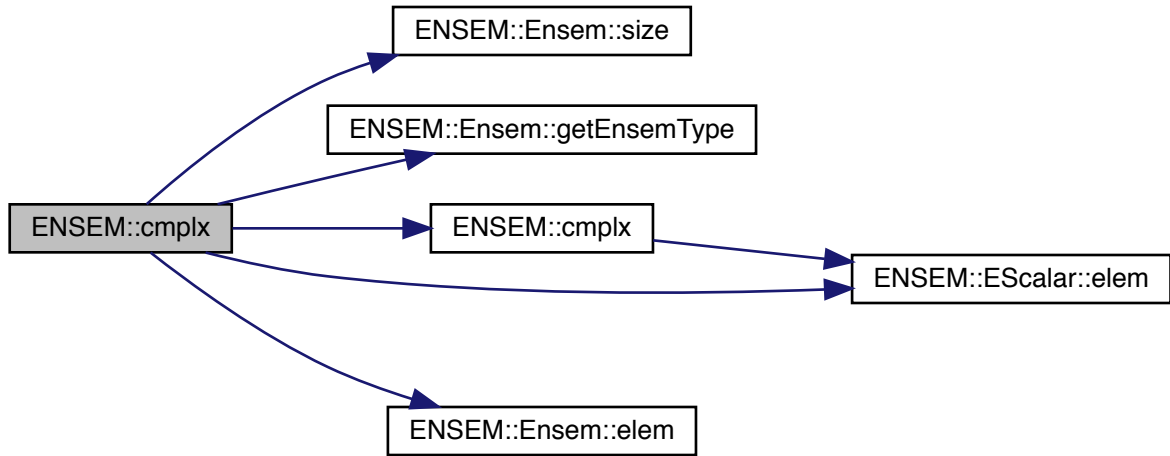 ENSEM::Ensem::size
ENSEM::Ensem::getEnsemType
ENSEM::cmplx
ENSEM::cmplx
ENSEM::EScalar::elem
ENSEM::Ensem::elem